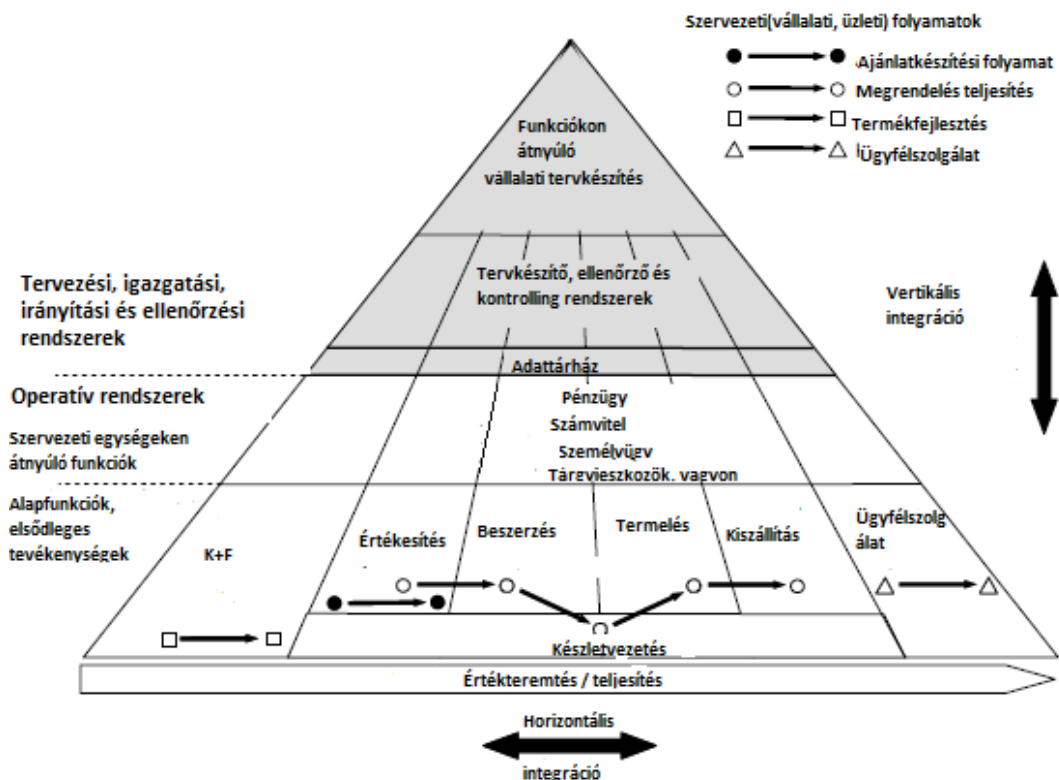 Szervezeti(vállalati, üzleti) folyamatok
Ajánlatkészítési folyamat
Megrendelés teljesítés
Termékfejlesztés
Ügyfélszolgálat
Funkciókon
átnyúló
vállalati tervkészítés
Tervkészítő, ellenőrző és
kontrolling rendszerek
Tervezési, igazgatási,
irányítási és ellenőrzési
rendszerek
Vertikális
integráció
Adattárház
Operatív rendszerek
Szervezeti egységeken
átnyúló funkciók
Pénzügy
Számvitel
Személyügy
Tárgyieszközök, vagyon
Alapfunkciók,
elsődleges
tevékenységek
K+F
Értékesítés
Beszerzés
Termelés
Kiszállítás
Ügyfélszolg
álat
Készletvezetés
Értékteremtés / teljesítés
Horizontális
integráció